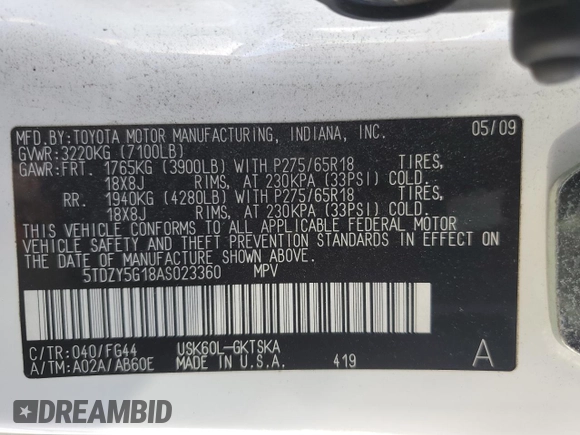 MFD.BY:TOYOTA MOTOR MANUFACTURING, INDIANA, INC. 05/09
GVWR:3220KG (7100LB)
GAWR:FRT. 1765KG (3900LB) WITH P275/65R18 TIRES,
18X8J RIMS, AT 230KPA (33PSI) COLD.
RR. 1940KG (4280LB) WITH P275/65R18 TIRES,
18X8J RIMS, AT 230KPA (33PSI) COLD.
THIS VEHICLE CONFORMS TO ALL APPLICABLE FEDERAL MOTOR
VEHICLE SAFETY AND THEFT PREVENTION STANDARDS IN EFFECT ON
THE DATE OF MANUFACTURE SHOWN ABOVE.
5TDZY5G18AS023360 MPV
C/TR:040/FG44 USK60L-GKTSKA A
A/TM:A02A/AB60E MADE IN U.S.A. 419
DREAMBID
GLOBAL AUTO MARKET